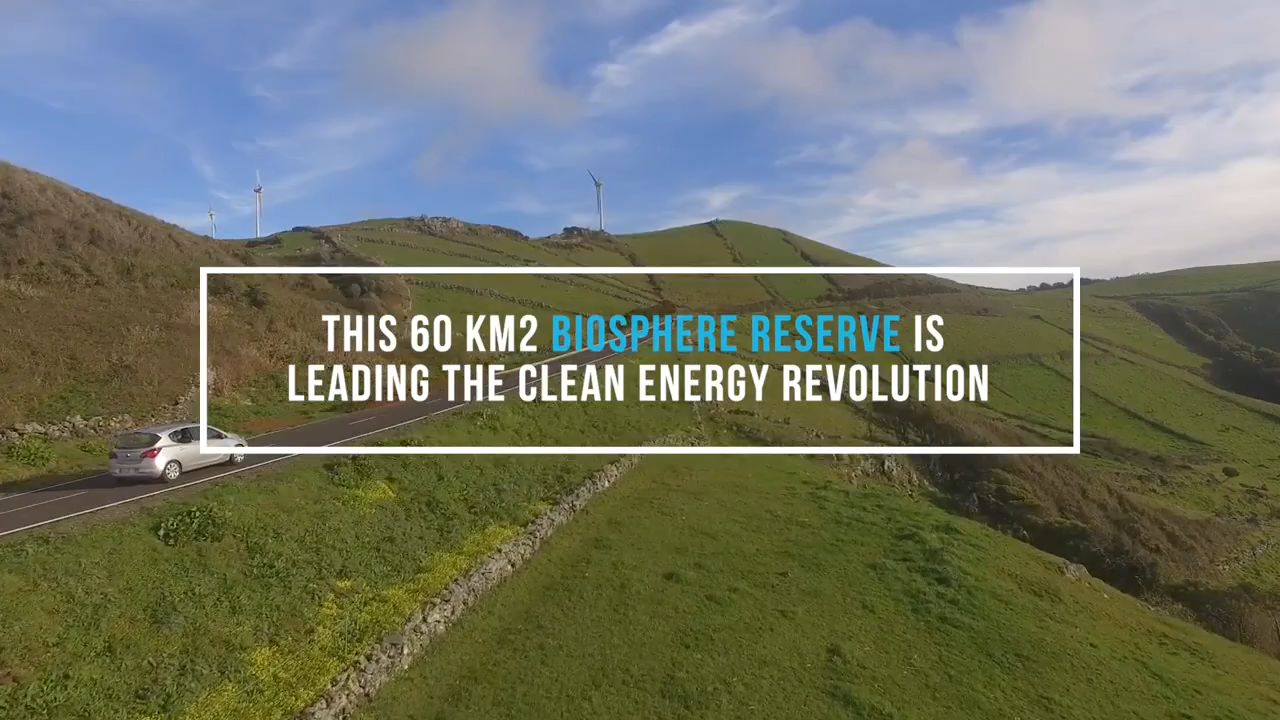 THIS 60 KM2 BIOSPHERE RESERVE IS
LEADING THE CLEAN ENERGY REVOLUTION